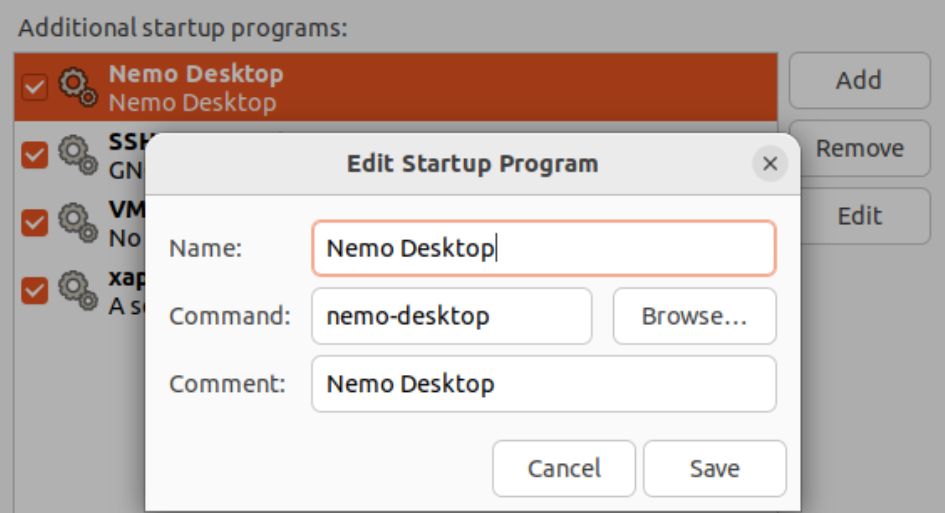 Additional startup programs:
Nemo Desktop
Nemo Desktop
Add
SSH
GN
Remove
VM
No
Edit
xap
A s
Edit Startup Program
Name:
Nemo Desktop
Command:
nemo-desktop
Browse...
Comment:
Nemo Desktop
Cancel
Save